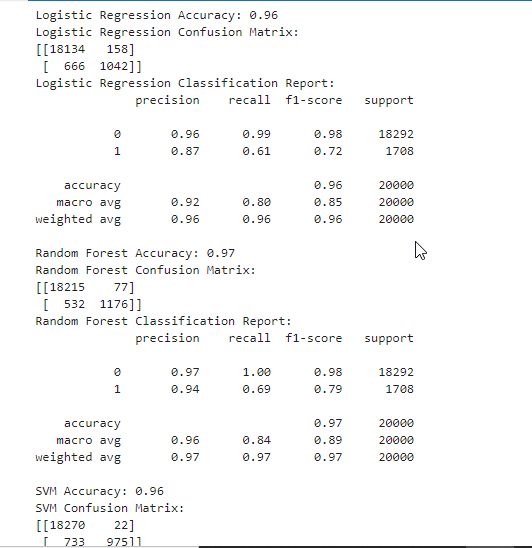 Logistic Regression Accuracy: 0.96
Logistic Regression Confusion Matrix:
[[18134   158]
 [  666  1042]]
Logistic Regression Classification Report:
              precision    recall  f1-score   support

           0       0.96      0.99      0.98     18292
           1       0.87      0.61      0.72      1708

    accuracy                           0.96     20000
   macro avg       0.92      0.80      0.85     20000
weighted avg       0.96      0.96      0.96     20000

Random Forest Accuracy: 0.97
Random Forest Confusion Matrix:
[[18215    77]
 [  532  1176]]
Random Forest Classification Report:
              precision    recall  f1-score   support

           0       0.97      1.00      0.98     18292
           1       0.94      0.69      0.79      1708

    accuracy                           0.97     20000
   macro avg       0.96      0.84      0.89     20000
weighted avg       0.97      0.97      0.97     20000

SVM Accuracy: 0.96
SVM Confusion Matrix:
[[18270    22]
 [  733   975]]